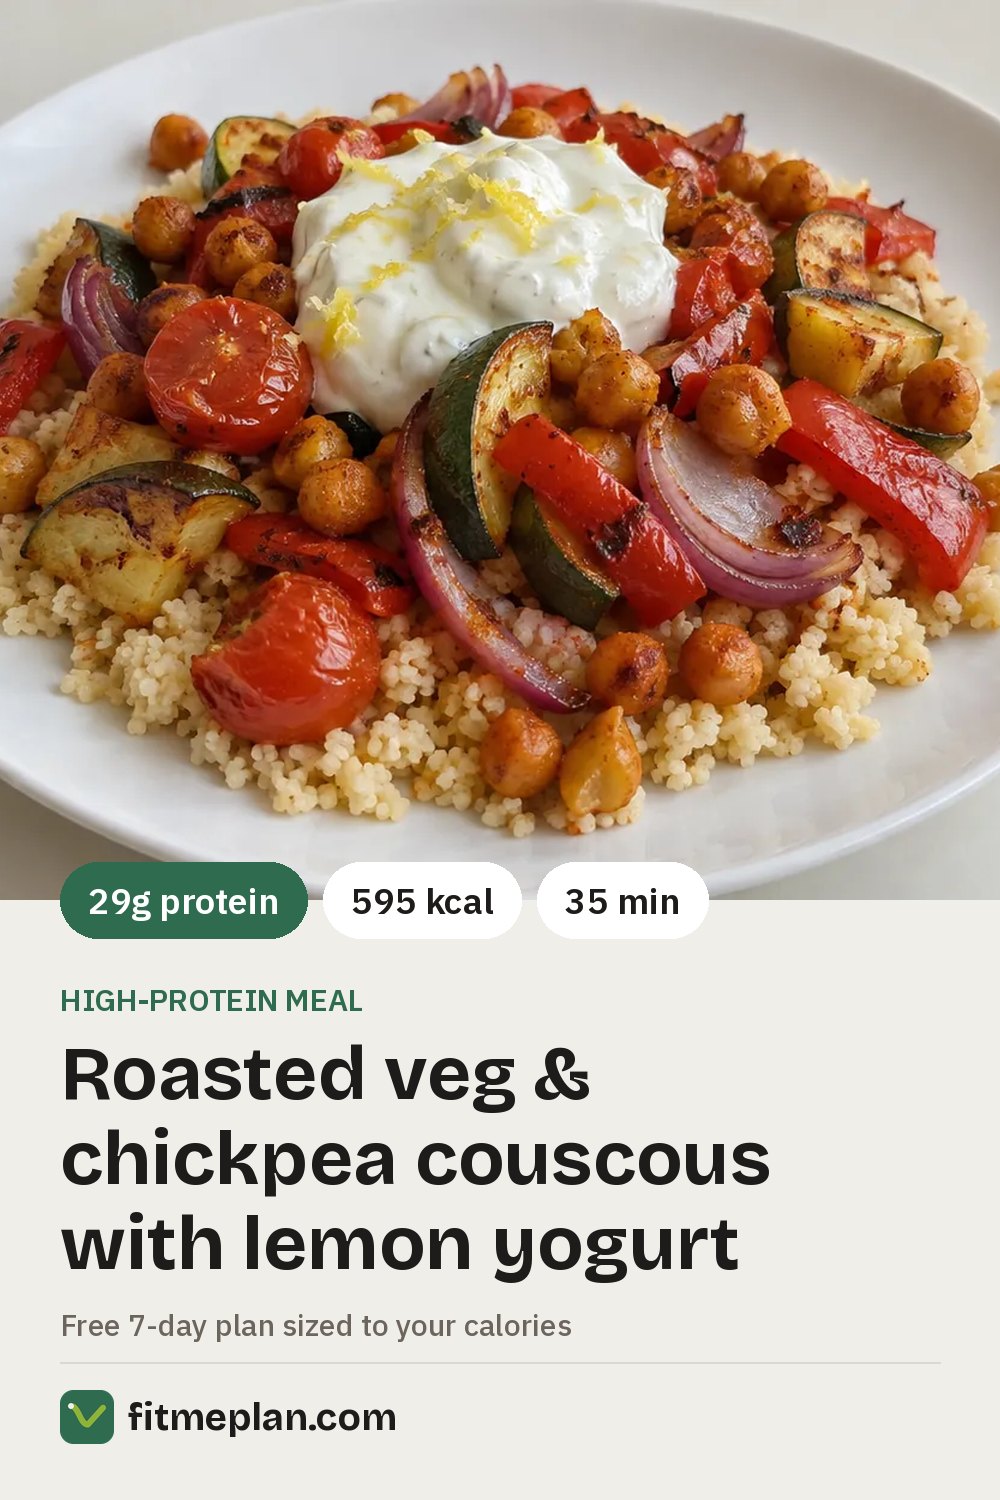 29g protein
595 kcal
35 min
HIGH-PROTEIN MEAL
Roasted veg &
chickpea couscous
with lemon yogurt
Free 7-day plan sized to your calories
fitmeplan.com